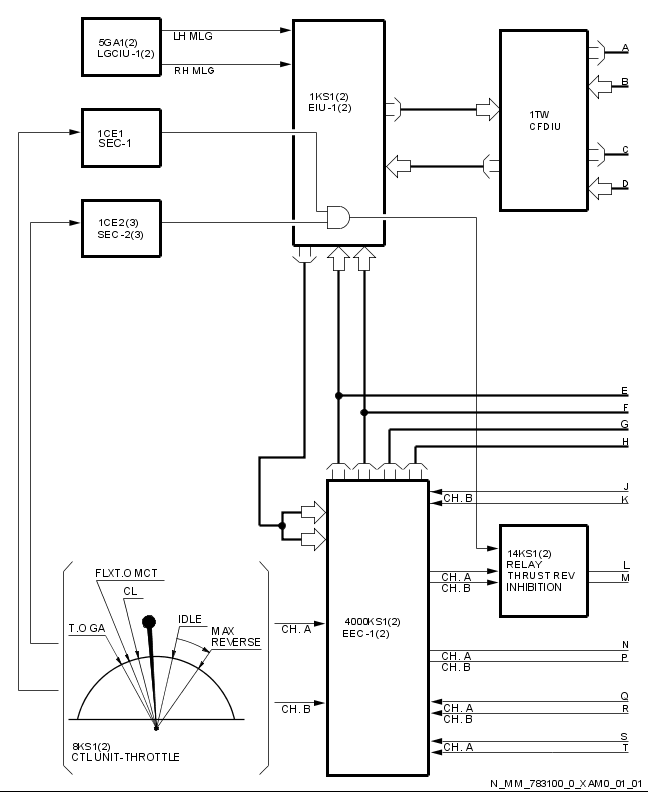 5GA1(2)
LGCIU-1(2)
LH MLG
RH MLG
1KS1(2)
EIU-1(2)
1TW
CFDIU
A
B
C
D
1CE1
SEC-1
1CE2(3)
SEC-2(3)
E
F
G
H
J
CH. B
K
14KS1(2)
RELAY
THRUST REV
INHIBITION
CH. A
CH. B
L
M
4000KS1(2)
EEC-1(2)
CH. A
CH. B
N
P
CH. A
CH. B
Q
R
CH. A
CH. B
S
T
CH. A
FLXT.O MCT
CL
T.O GA
IDLE
MAX
REVERSE
8KS1(2)
CTL UNIT-THROTTLE
N_MM_783100_0_XAM0_01_01